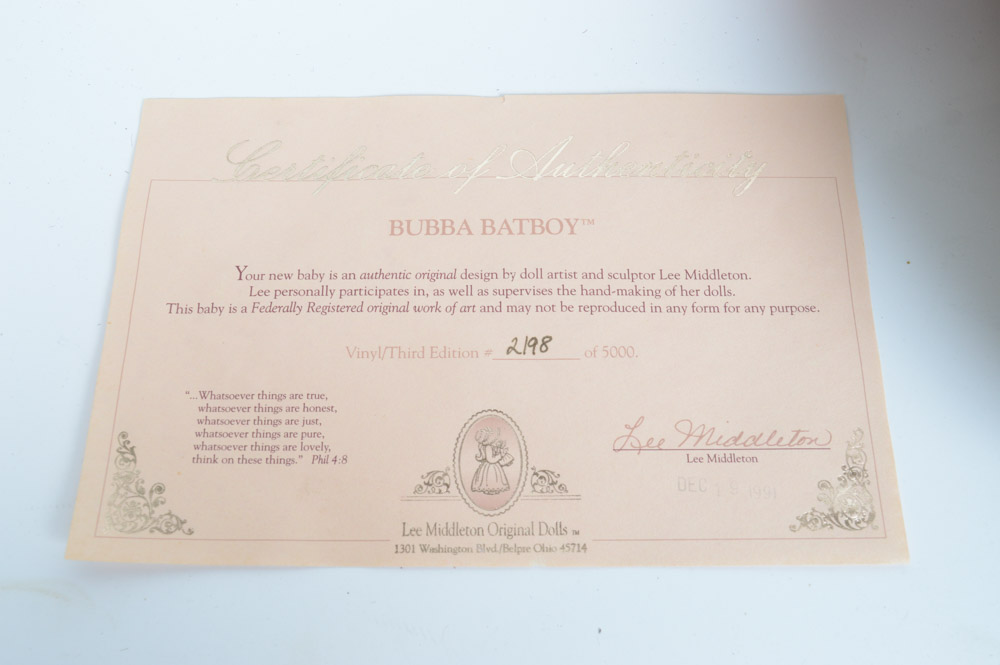 Certificate of Authenticity
BUBBA BATBOY™
Your new baby is an authentic original design by doll artist and sculptor Lee Middleton.
Lee personally participates in, as well as supervises the hand-making of her dolls.
This baby is a Federally Registered original work of art and may not be reproduced in any form for any purpose.
Vinyl/Third Edition # 2198 of 5000.
"...Whatsoever things are true,
whatsoever things are honest,
whatsoever things are just,
whatsoever things are pure,
whatsoever things are lovely,
think on these things." Phil 4:8
Lee Middleton
Lee Middleton
DEC 1991
Lee Middleton Original Dolls ™
1301 Washington Blvd./Belpre Ohio 45714